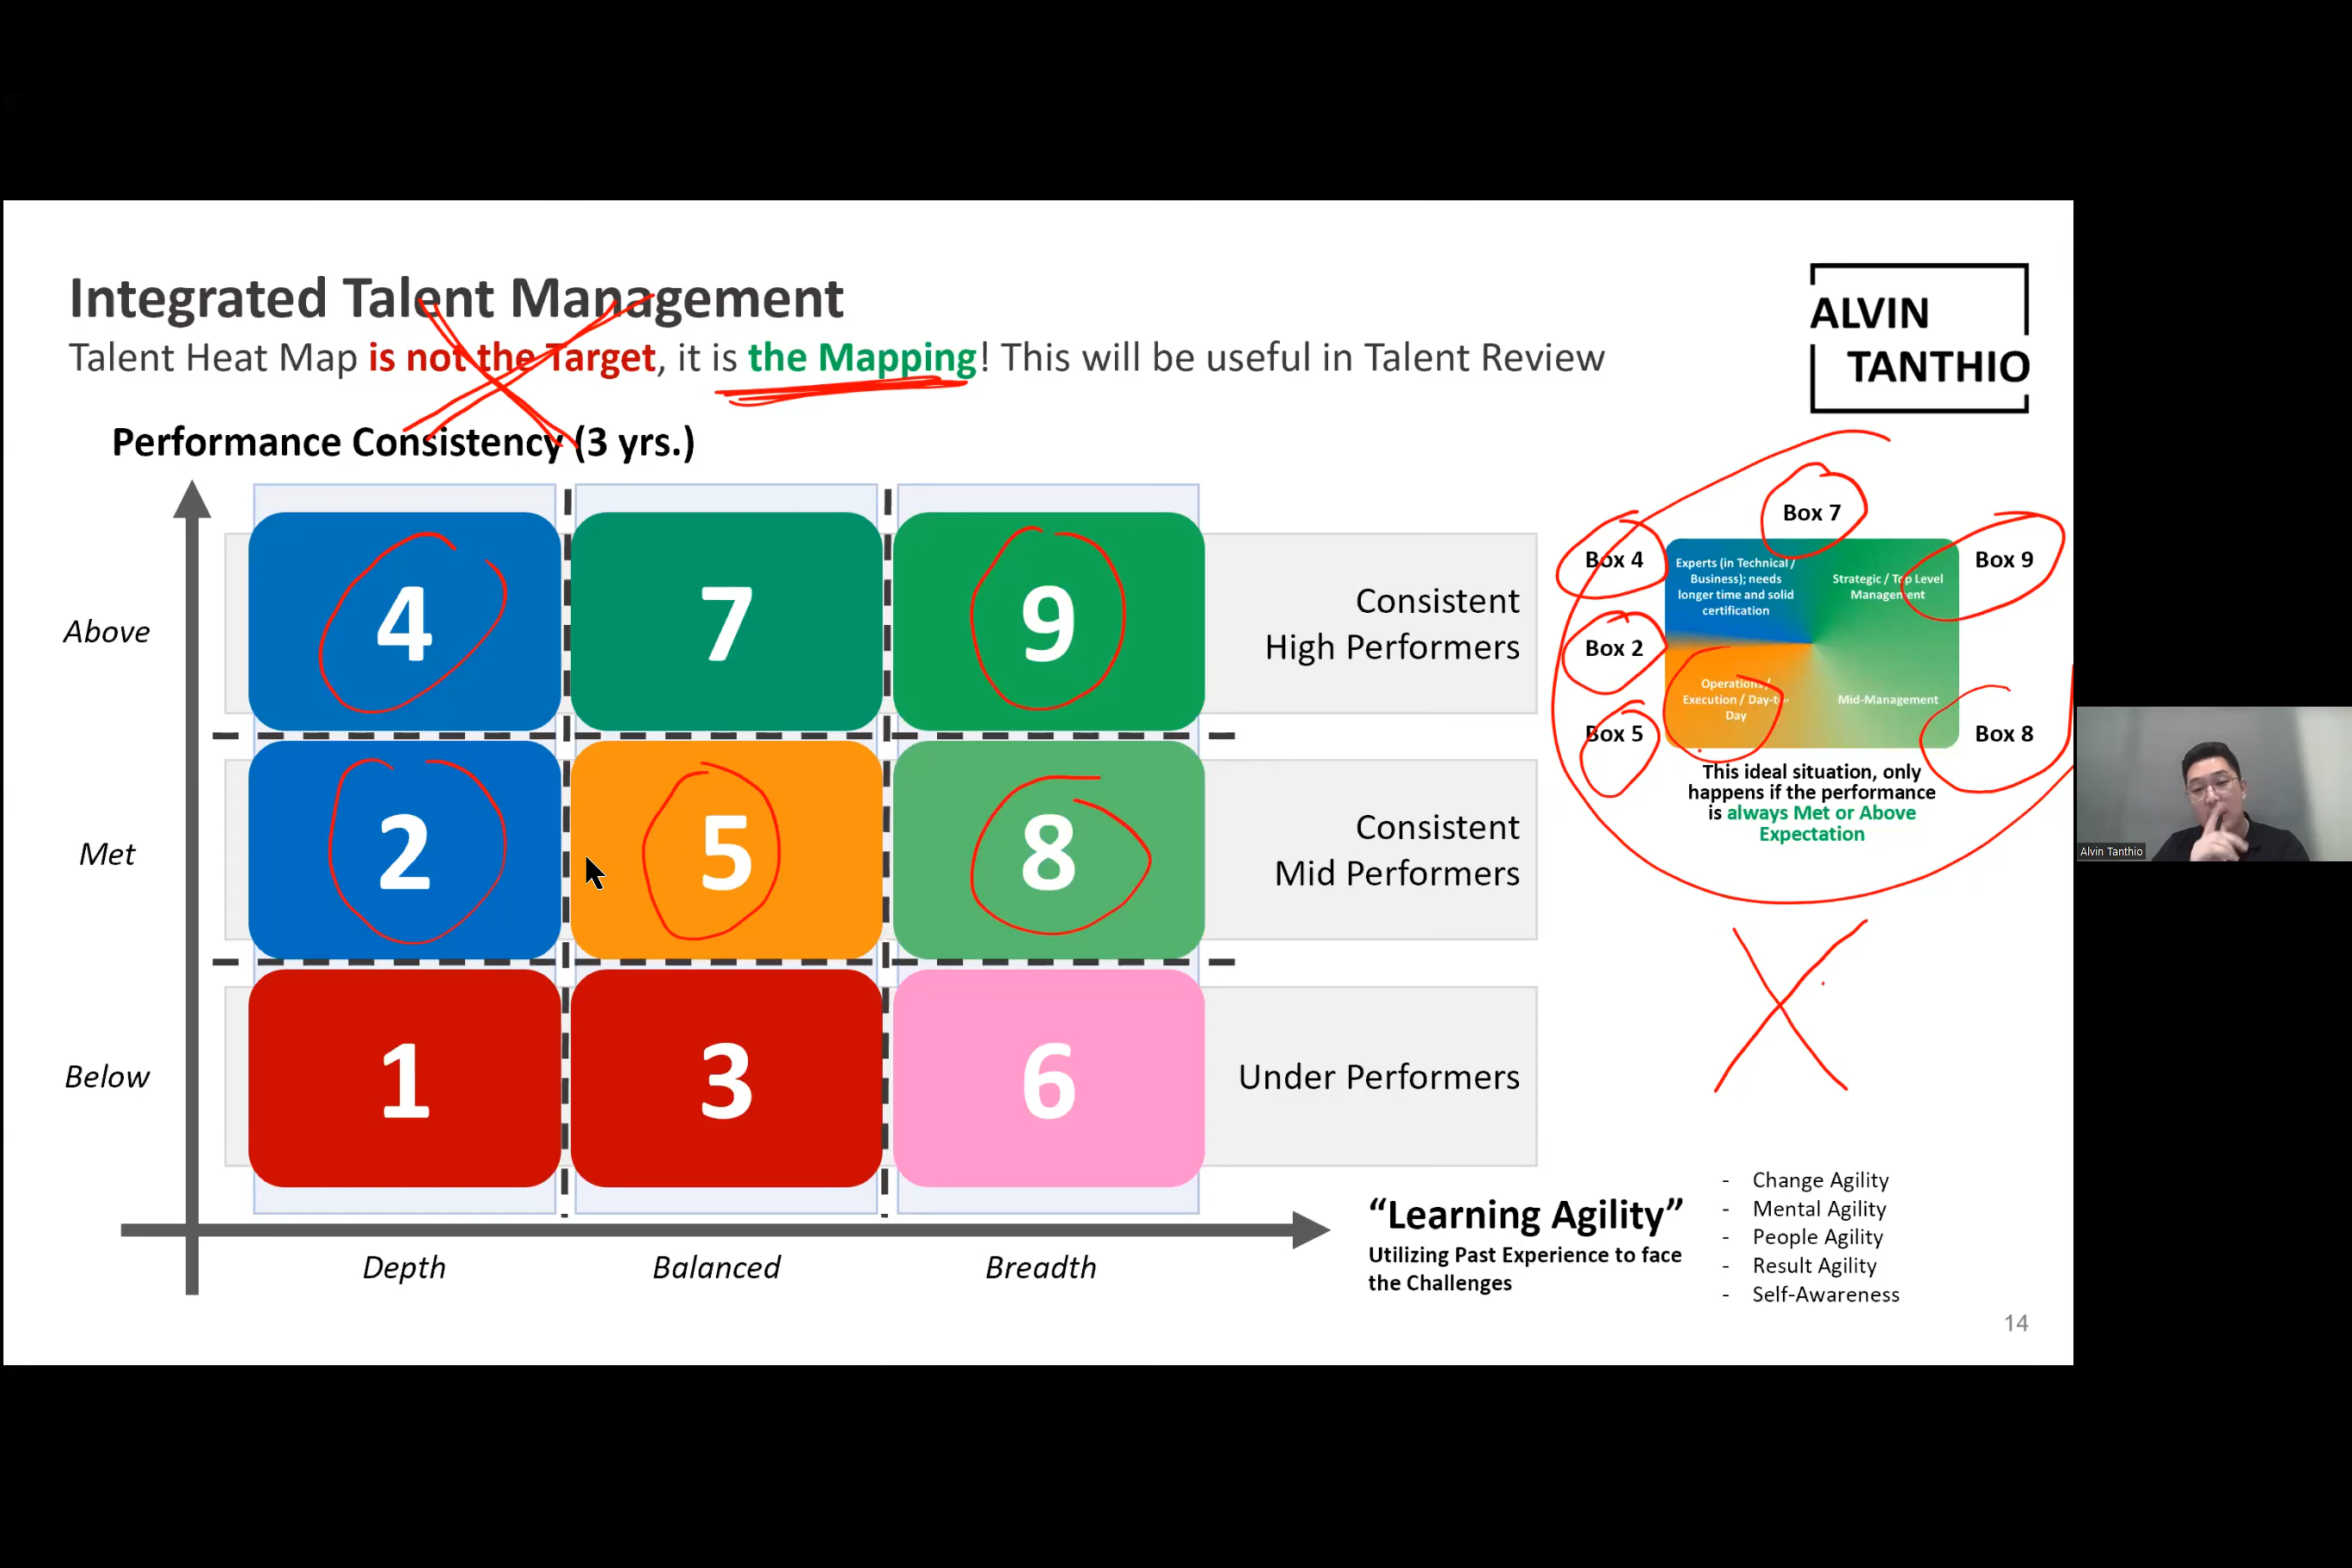 Integrated Talent Management
Talent Heat Map is not the Target, it is the Mapping! This will be useful in Talent Review
ALVIN
TANTHIO
Performance Consistency (3 yrs.)
Above
4
7
9
Consistent
High Performers
Met
2
5
8
Consistent
Mid Performers
Below
1
3
6
Under Performers
Depth
Balanced
Breadth
"Learning Agility"
Utilizing Past Experience to face
the Challenges
Box 7
Box 4
Box 9
Box 2
Box 5
Box 8
Experts (in Technical /
Business); needs
longer time and solid
certification
Strategic / Top Level
Management
Operations /
Execution / Day-to-
Day
Mid-Management
This ideal situation, only
happens if the performance
is always Met or Above
Expectation
- Change Agility
- Mental Agility
- People Agility
- Result Agility
- Self-Awareness
14
Alvin Tanthio